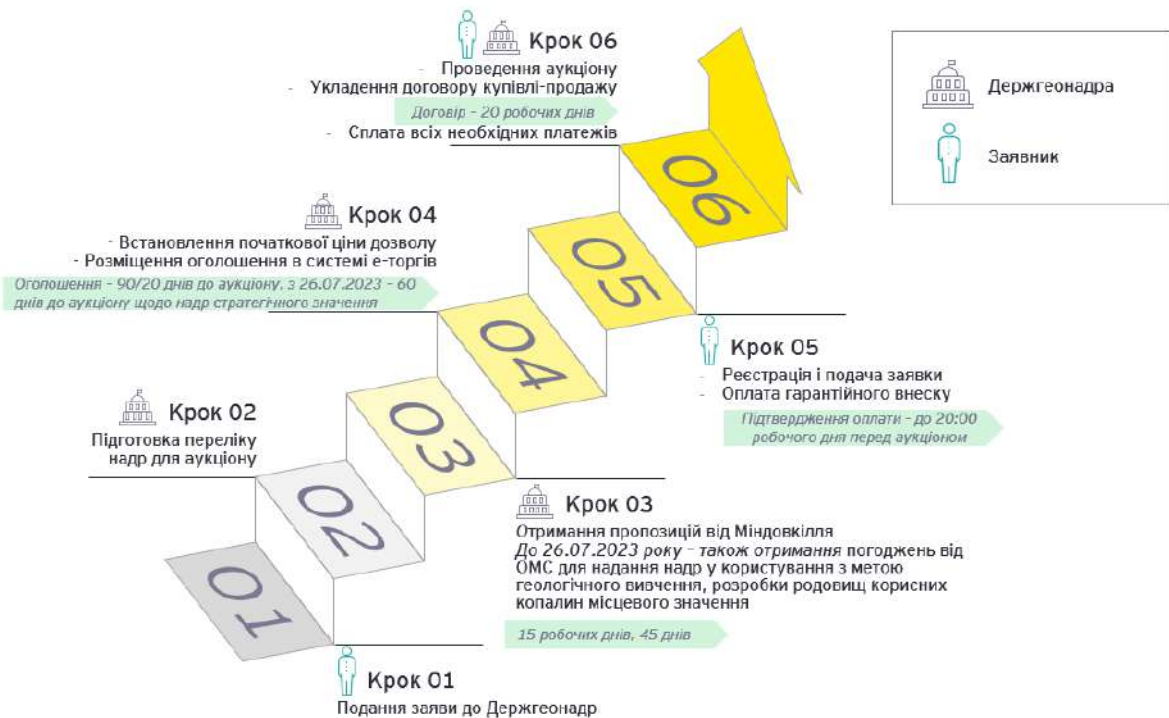 Крок 06
- Проведення аукціону
- Укладення договору купівлі-продажу
Договір - 20 робочих днів
- Сплата всіх необхідних платежів
Держгеонадра
Заявник
06
Крок 04
- Встановлення початкової ціни дозволу
- Розміщення оголошення в системі е-торгів
Оголошення - 90/20 днів до аукціону, з 26.07.2023 - 60
днів до аукціону щодо надр стратегічного значення
05
Крок 05
- Реєстрація і подача заявки
- Оплата гарантійного внеску
Підтвердження оплати - до 20:00
робочого дня перед аукціоном
04
Крок 02
Підготовка переліку
надр для аукціону
03
Крок 03
Отримання пропозицій від Міндовкілля
До 26.07.2023 року - також отримання погоджень від
ОМС для надання надр у користування з метою
геологічного вивчення, розробки родовищ корисних
копалин місцевого значення
15 робочих днів, 45 днів
02
01
Крок 01
Подання заяви до Держгеонадр